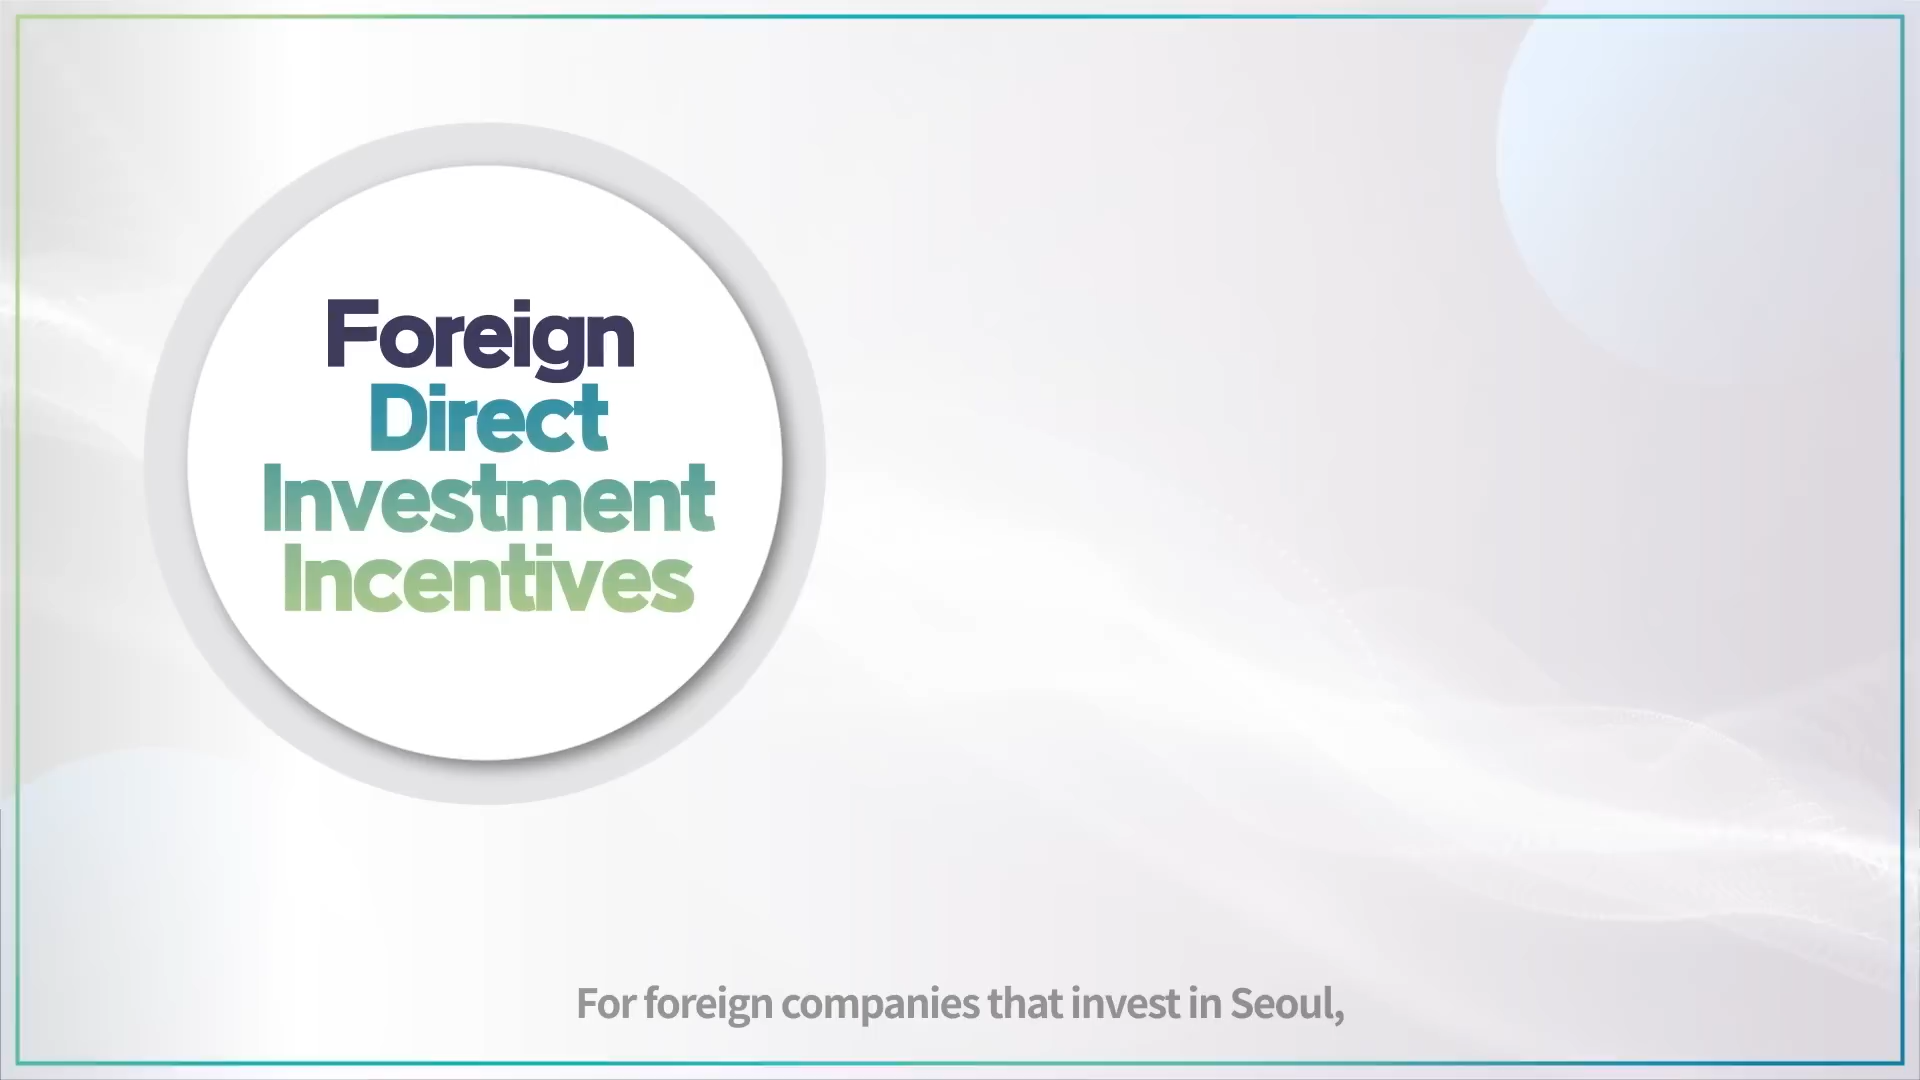 Foreign
Direct
Investment
Incentives
For foreign companies that invest in Seoul,